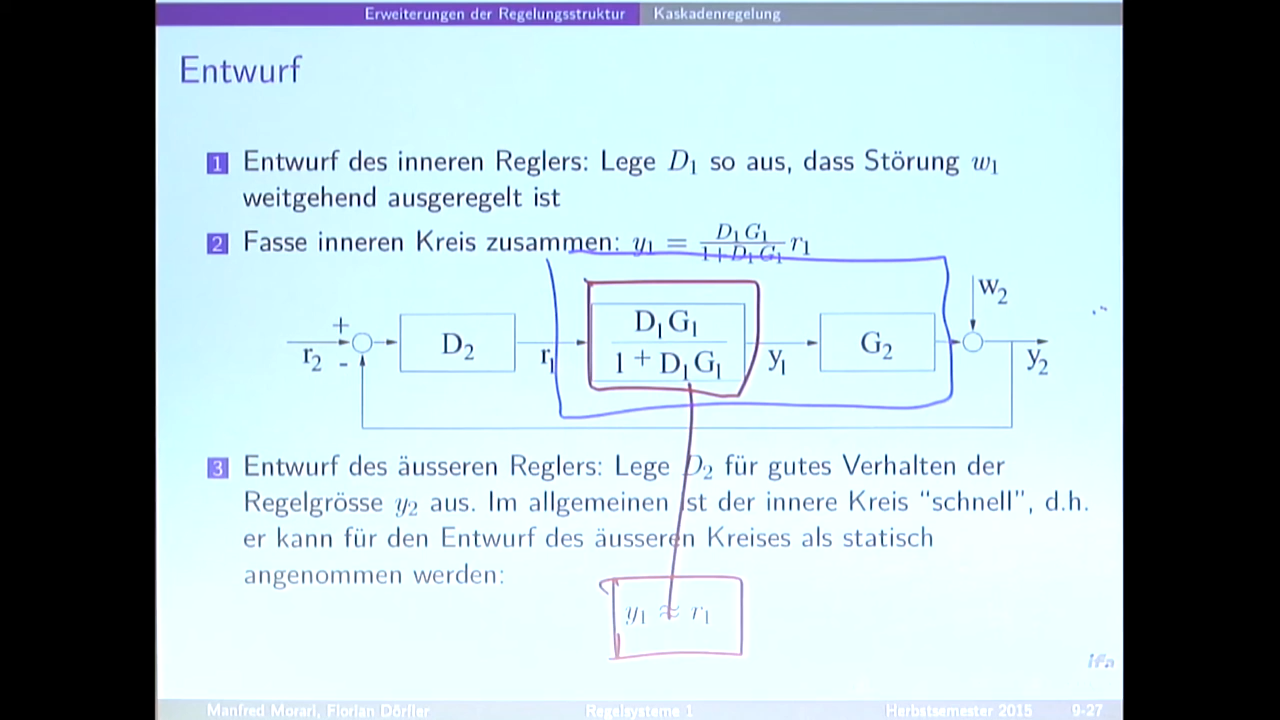 Erweiterungen der Regelungsstruktur Kaskadenregelung
Entwurf
1 Entwurf des inneren Reglers: Lege D₁ so aus, dass Störung w₁
weitgehend ausgeregelt ist
2 Fasse inneren Kreis zusammen: y₁ = D₁G₁ / 1+D₁G₁ r₁
r₂ + - D₂ r₁ D₁G₁ / 1 + D₁G₁ y₁ G₂ w₂ y₂
3 Entwurf des äusseren Reglers: Lege D₂ für gutes Verhalten der
Regelgrösse y₂ aus. Im allgemeinen ist der innere Kreis “schnell”, d.h.
er kann für den Entwurf des äusseren Kreises als statisch
angenommen werden:
y₁ ≈ r₁
ifa
Manfred Morari, Florian Dörfler Regelsysteme 1 Herbstsemester 2015 9-27